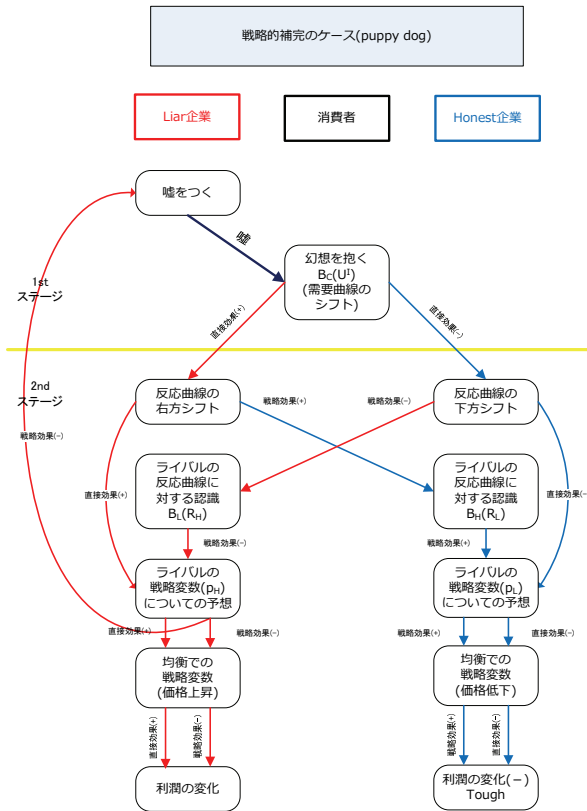 戦略的補完のケース(puppy dog)
Liar企業
消費者
Honest企業
嘘をつく
嘘
幻想を抱く
BC(UI)
(需要曲線の
シフト)
1st
ステージ
直接効果(+)
直接効果(-)
2nd
ステージ
反応曲線の
右方シフト
反応曲線の
下方シフト
戦略効果(+)
戦略効果(-)
戦略効果(-)
ライバルの
反応曲線に
対する認識
BL(RH)
ライバルの
反応曲線に
対する認識
BH(RL)
直接効果(+)
直接効果(-)
戦略効果(-)
戦略効果(+)
ライバルの
戦略変数(pH)
についての予想
ライバルの
戦略変数(pL)
についての予想
直接効果(+)
戦略効果(-)
戦略効果(+)
直接効果(-)
均衡での
戦略変数
(価格上昇)
均衡での
戦略変数
(価格低下)
直接効果(+)
戦略効果(-)
戦略効果(+)
直接効果(-)
利潤の変化
利潤の変化(-)
Tough